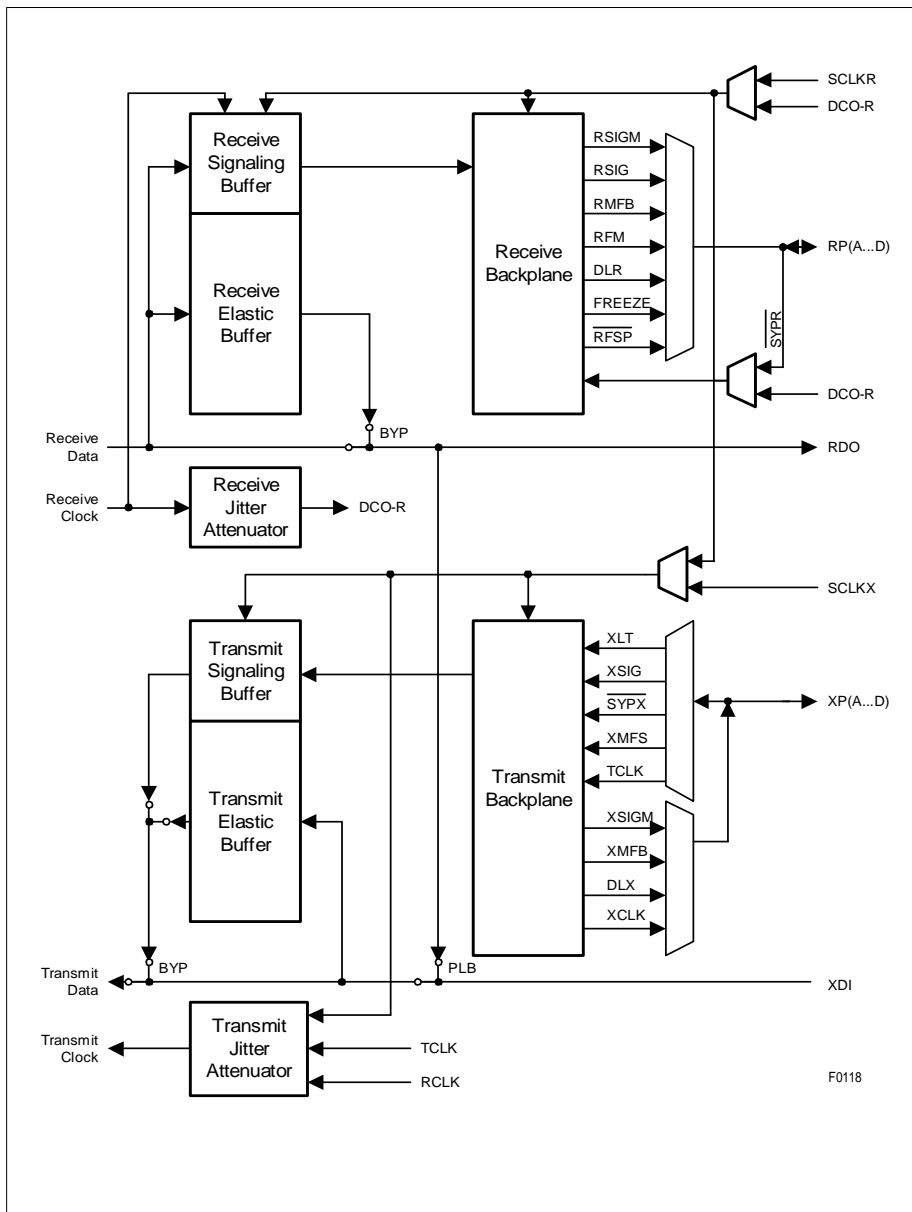 SCLKR
DCO-R
Receive
Signaling
Buffer
Receive
Elastic
Buffer
Receive
Backplane
RSIGM
RSIG
RMFB
RFM
DLR
FREEZE
RFSP
RP(A...D)
SYPR
DCO-R
BYP
Receive
Data
RDO
Receive
Clock
Receive
Jitter
Attenuator
DCO-R
SCLKX
Transmit
Signaling
Buffer
Transmit
Elastic
Buffer
Transmit
Backplane
XLT
XSIG
SYPX
XMFS
TCLK
XSIGM
XMFB
DLX
XCLK
XP(A...D)
Transmit
Data
BYP
PLB
XDI
Transmit
Clock
Transmit
Jitter
Attenuator
TCLK
RCLK
F0118